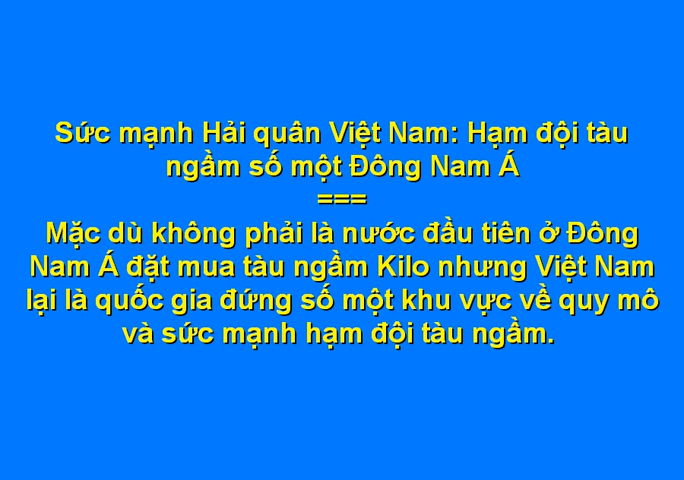 Sức mạnh Hải quân Việt Nam: Hạm đội tàu
ngầm số một Đông Nam Á
===
Mặc dù không phải là nước đầu tiên ở Đông
Nam Á đặt mua tàu ngầm Kilo nhưng Việt Nam
lại là quốc gia đứng số một khu vực về quy mô
và sức mạnh hạm đội tàu ngầm.